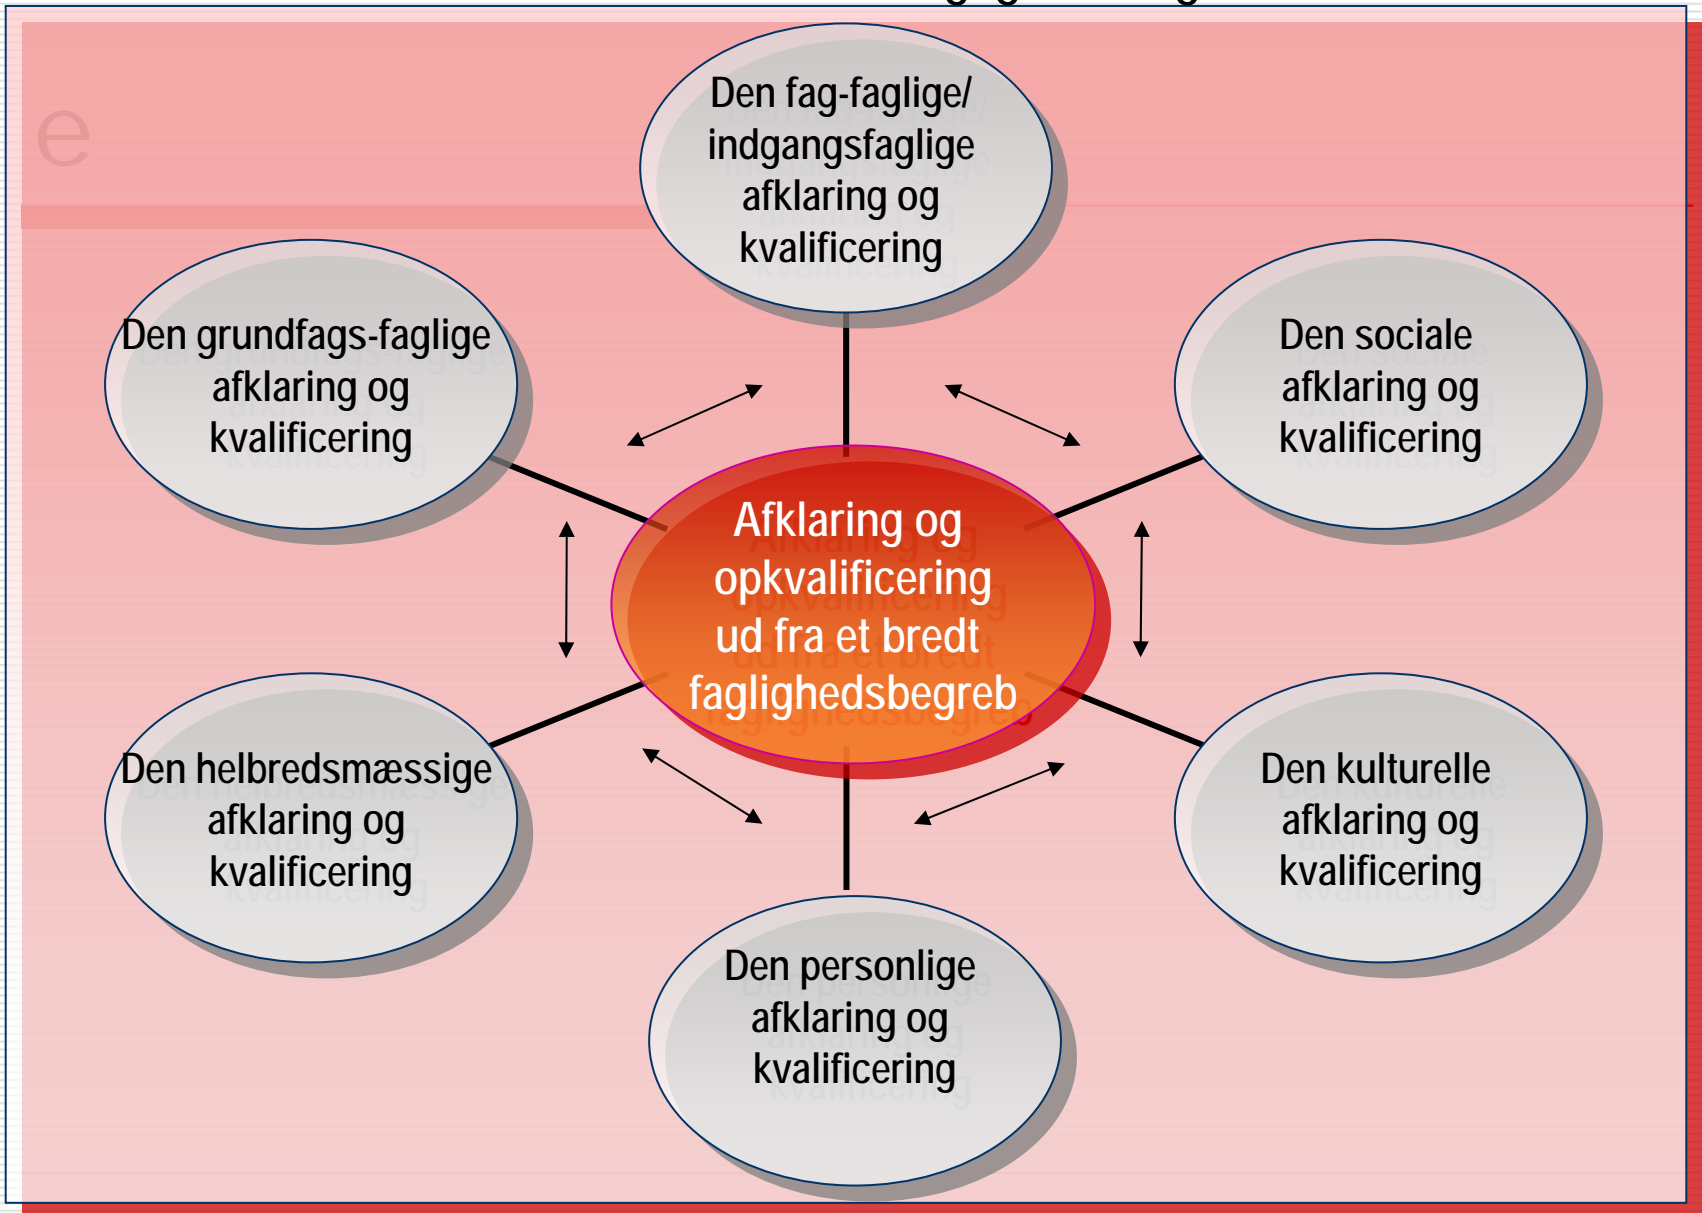 e
Den fag-faglige/
indgangsfaglige
afklaring og
kvalificering
Den grundfags-faglige
afklaring og
kvalificering
Den sociale
afklaring og
kvalificering
Afklaring og
opkvalificering
ud fra et bredt
faglighedsbegreb
Den helbredsmæssige
afklaring og
kvalificering
Den kulturelle
afklaring og
kvalificering
Den personlige
afklaring og
kvalificering